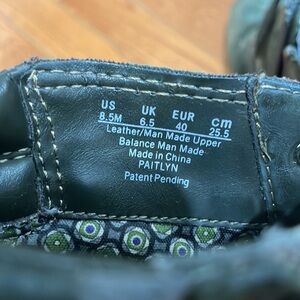 US UK EUR cm
8.5M 6.5 40 25.5
Leather/Man Made Upper
Balance Man Made
Made in China
PAITLYN
Patent Pending